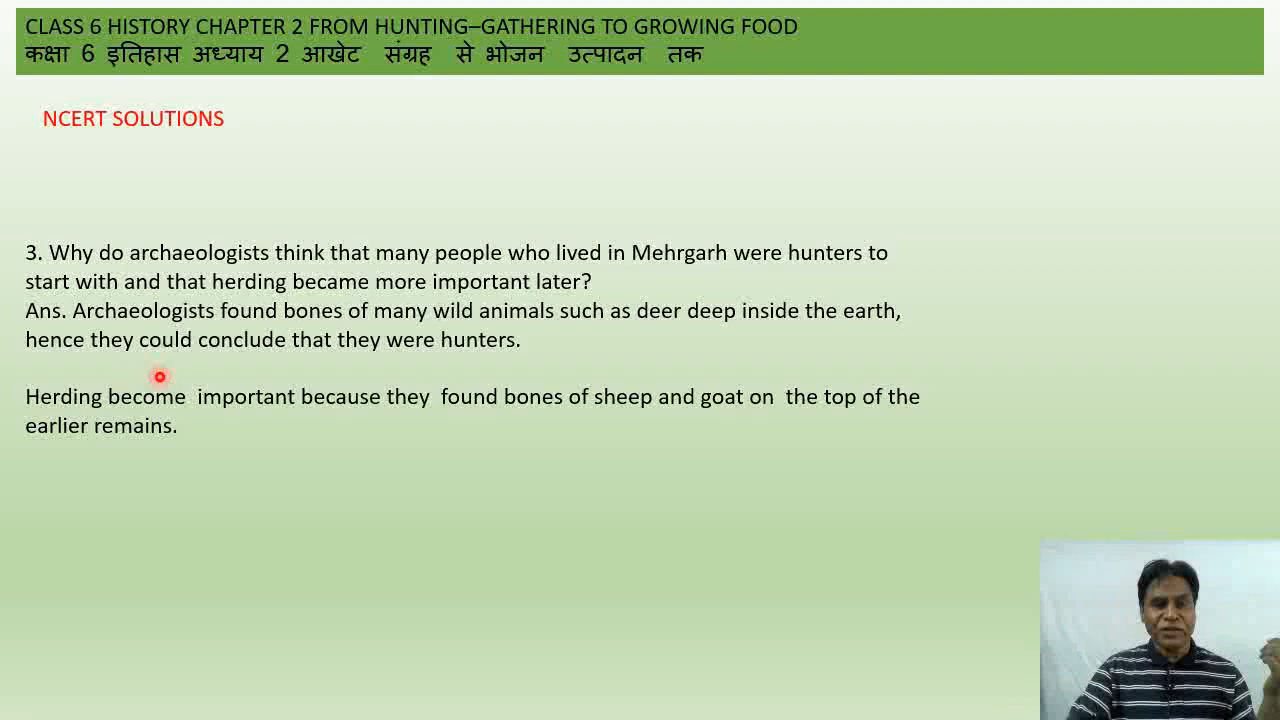 CLASS 6 HISTORY CHAPTER 2 FROM HUNTING–GATHERING TO GROWING FOOD
कक्षा 6 इतिहास अध्याय 2 आखेट संग्रह से भोजन उत्पादन तक
NCERT SOLUTIONS
3. Why do archaeologists think that many people who lived in Mehrgarh were hunters to
start with and that herding became more important later?
Ans. Archaeologists found bones of many wild animals such as deer deep inside the earth,
hence they could conclude that they were hunters.
Herding become important because they found bones of sheep and goat on the top of the
earlier remains.